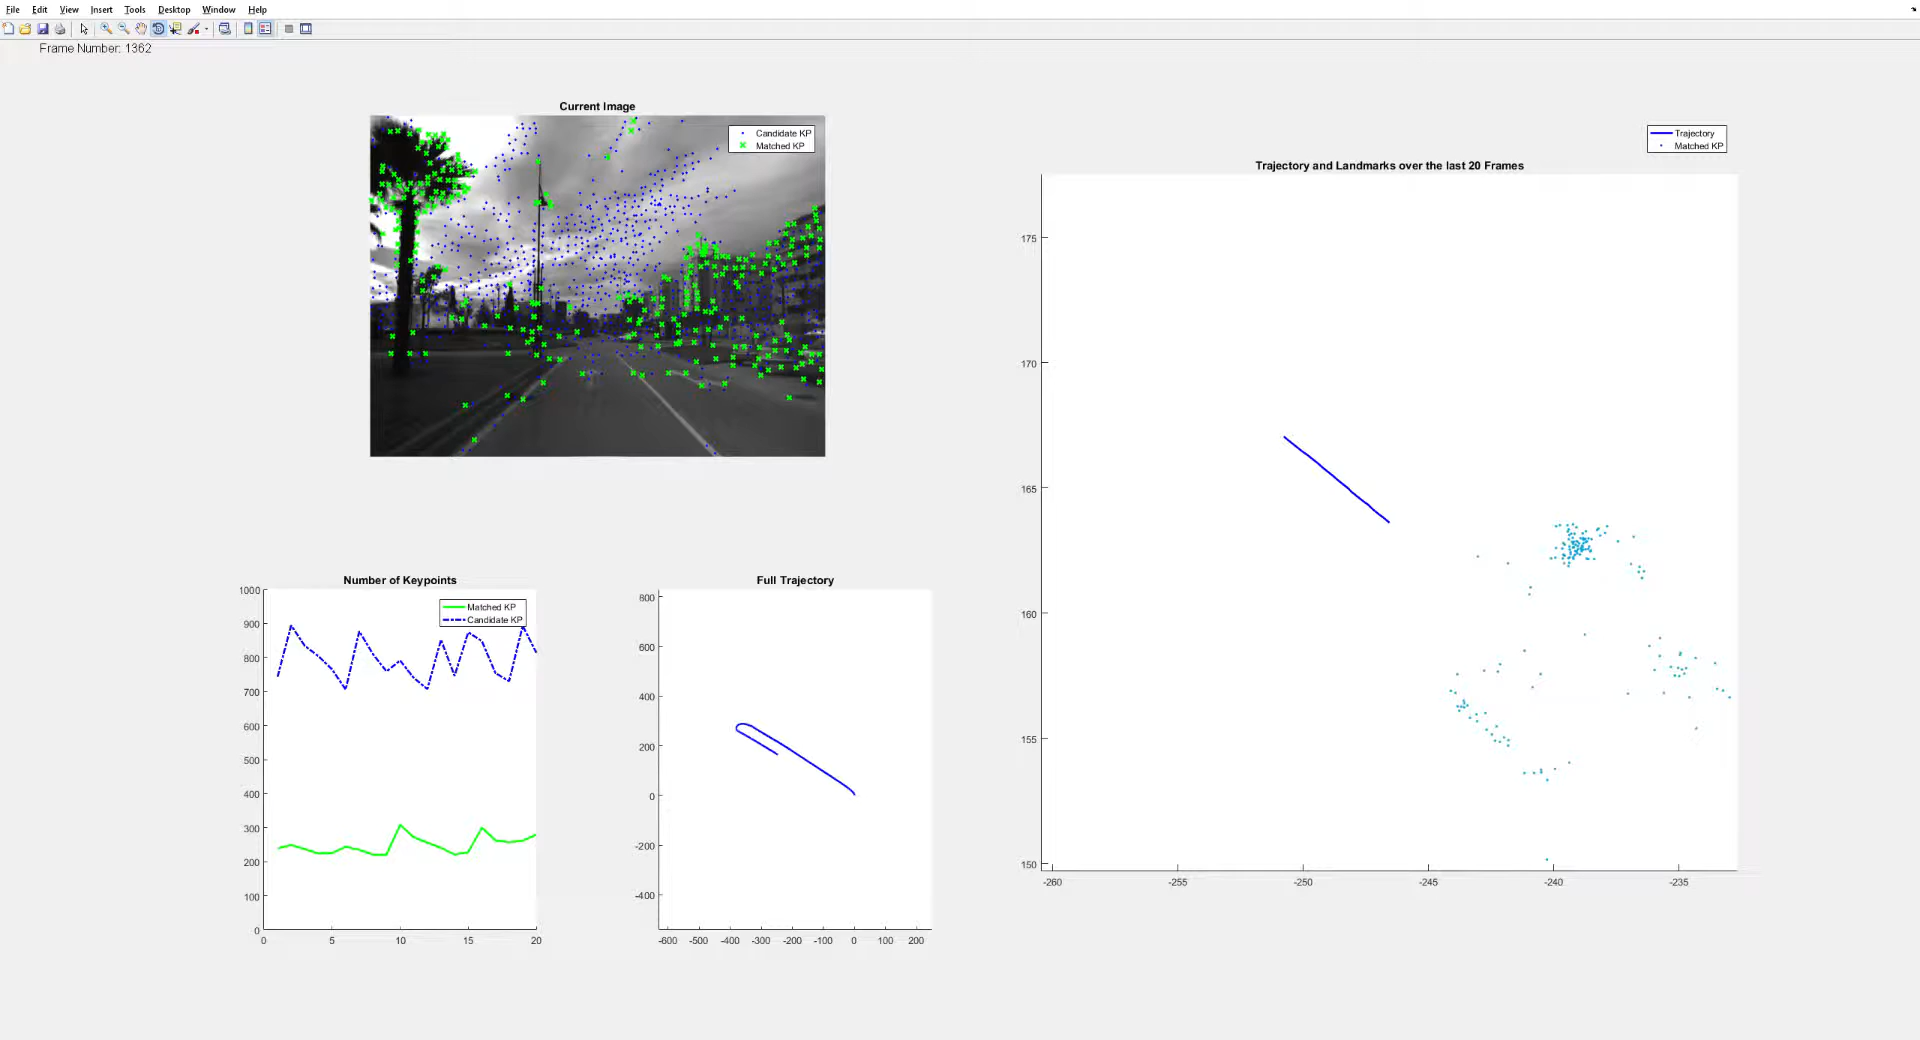 File Edit View Insert Tools Desktop Window Help
Frame Number: 1362
Current Image
Candidate KP
Matched KP
Trajectory
Matched KP
Trajectory and Landmarks over the last 20 Frames
175
170
165
160
155
150
-260 -255 -250 -245 -240 -235
Number of Keypoints
Matched KP
Candidate KP
1000
900
800
700
600
500
400
300
200
100
0
0 5 10 15 20
Full Trajectory
800
600
400
200
0
-200
-400
-600 -500 -400 -300 -200 -100 0 100 200